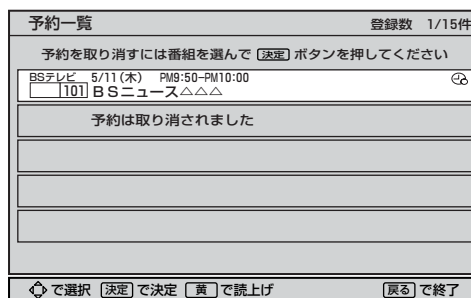 予約一覧 登録数 1/15件
予約を取り消すには番組を選んで 決定 ボタンを押してください
BSテレビ 5/11(木) PM9:50-PM10:00
101 BSニュース△△△
予約は取り消されました
で選択 決定 で決定 黄 で読上げ 戻る で終了